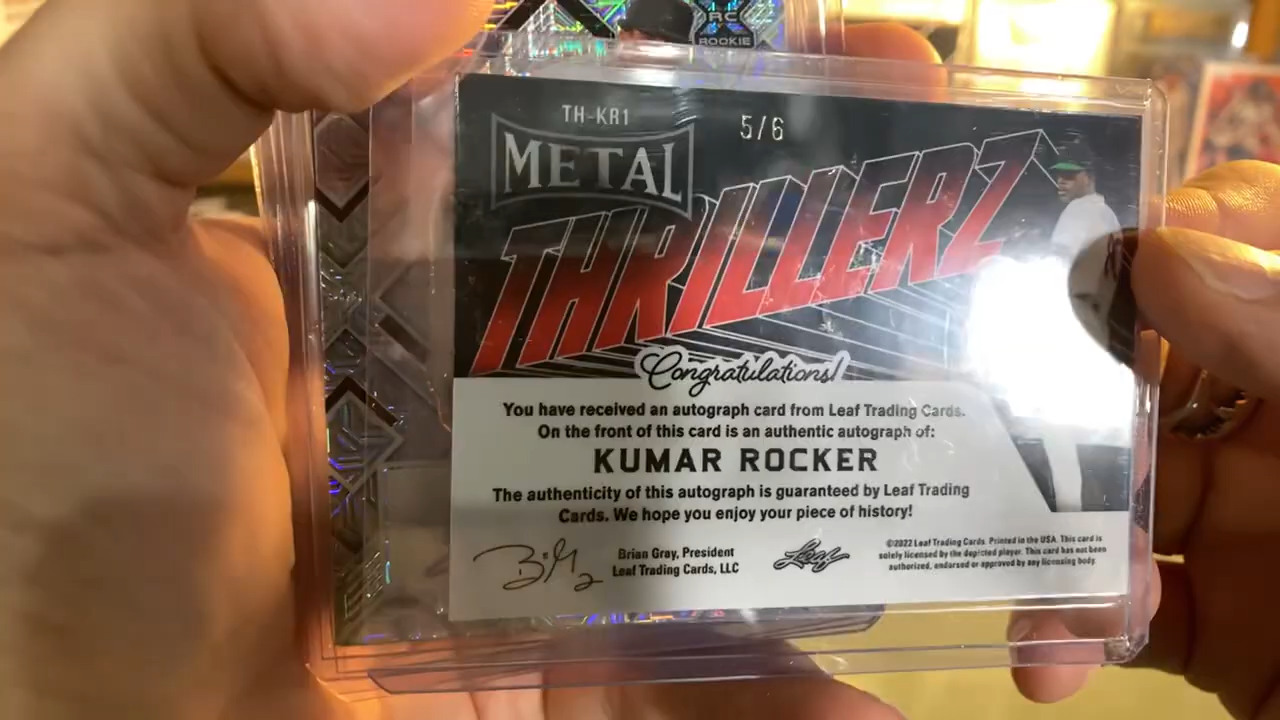 RC
ROOKIE
TH-KR1
5/6
METAL
THRILLERZ
Congratulations!
You have received an autograph card from Leaf Trading Cards.
On the front of this card is an authentic autograph of:
KUMAR ROCKER
The authenticity of this autograph is guaranteed by Leaf Trading
Cards. We hope you enjoy your piece of history!
Brian Gray, President
Leaf Trading Cards, LLC
Leaf
©2022 Leaf Trading Cards. Printed in the USA. This card is
solely licensed by the depicted player. This card has not been
authorized, endorsed or approved by any licensing body.